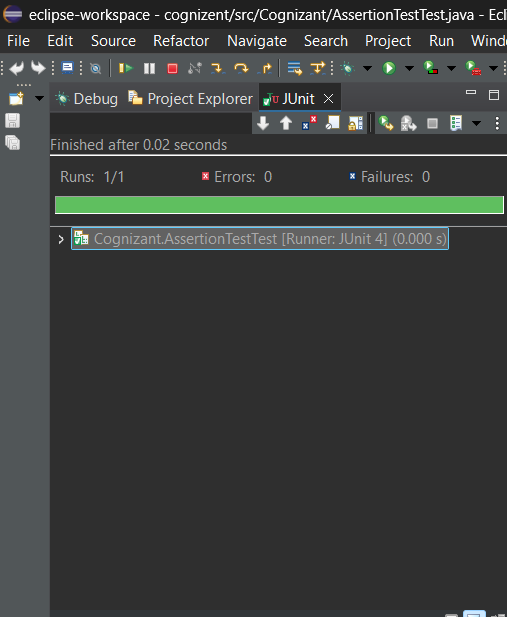 eclipse-workspace - cognizent/src/Cognizant/AssertionTestTest.java - Ecl
File Edit Source Refactor Navigate Search Project Run Windo
Debug Project Explorer JUnit
Finished after 0.02 seconds
Runs: 1/1 Errors: 0 Failures: 0
Cognizant.AssertionTestTest [Runner: JUnit 4] (0.000 s)